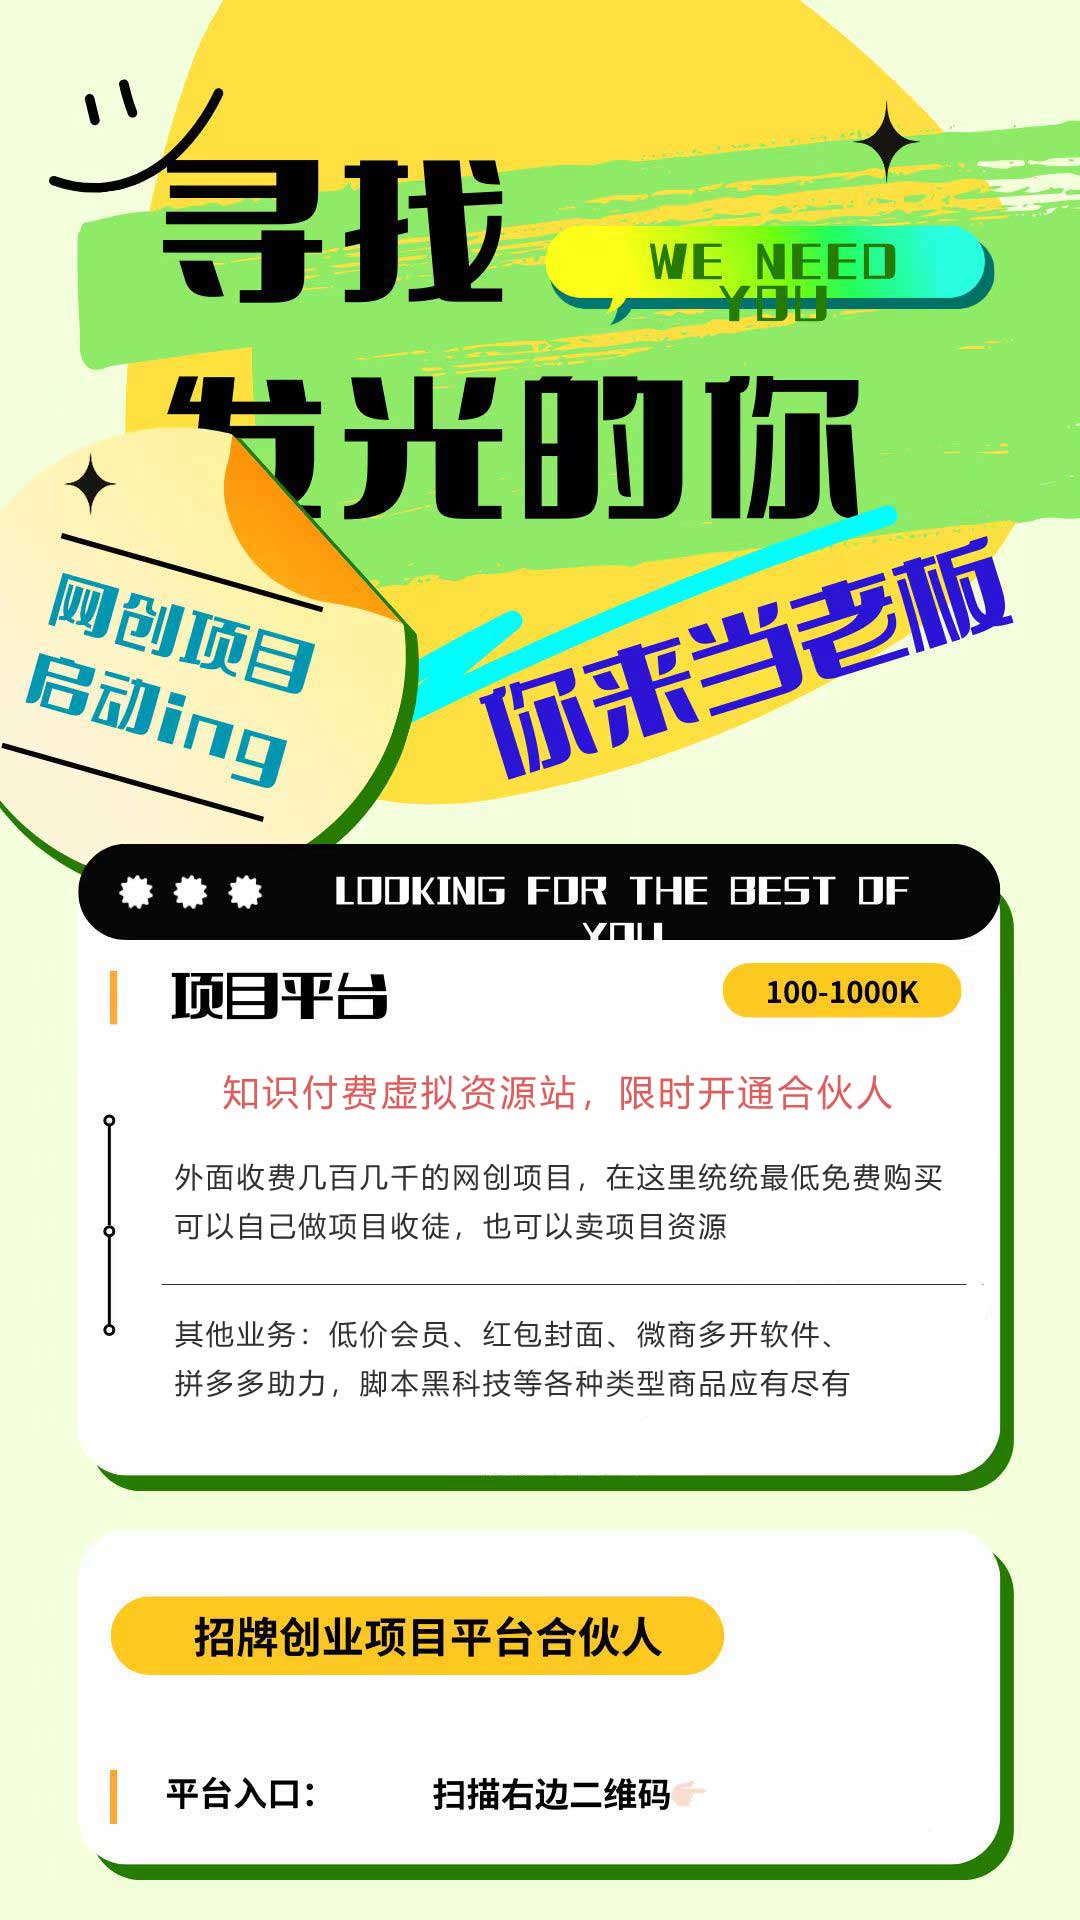 寻找
WE NEED
YOU
发光的你
网创项目
启动ing
你来当老板
LOOKING FOR THE BEST OF
YOU
项目平台
100-1000K
知识付费虚拟资源站，限时开通合伙人
外面收费几百几千的网创项目，在这里统统最低免费购买
可以自己做项目收徒，也可以卖项目资源
其他业务：低价会员、红包封面、微商多开软件、
拼多多助力，脚本黑科技等各种类型商品应有尽有
招牌创业项目平台合伙人
平台入口：
扫描右边二维码